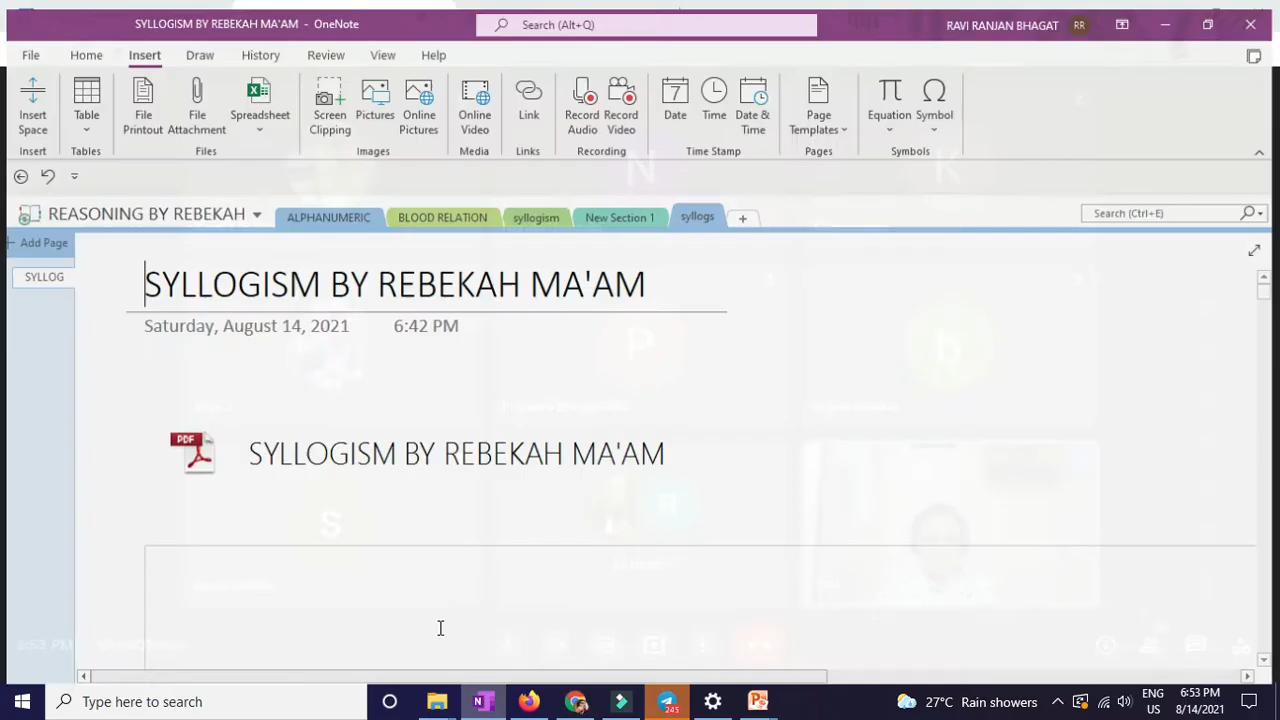 SYLLOGISM BY REBEKAH MA'AM - OneNote
Search (Alt+Q)
RAVI RANJAN BHAGAT
RR
File Home Insert Draw History Review View Help
Insert Space
Table
File Printout
File Attachment
Spreadsheet
Screen Clipping
Pictures
Online Pictures
Online Video
Link
Record Audio
Record Video
7
Date
Time
Date & Time
Page Templates
π
Equation
Ω
Symbol
Insert Tables Files Images Media Links Recording Time Stamp Pages Symbols
REASONING BY REBEKAH
ALPHANUMERIC
BLOOD RELATION
syllogism
New Section 1
syllogs
+
Search (Ctrl+E)
+ Add Page
SYLLOG
SYLLOGISM BY REBEKAH MA'AM
Saturday, August 14, 2021 6:42 PM
N
K
P
PDF
SYLLOGISM BY REBEKAH MA'AM
S
R
6:53 PM
Type here to search
245
27°C Rain showers
ENG
US
6:53 PM
8/14/2021